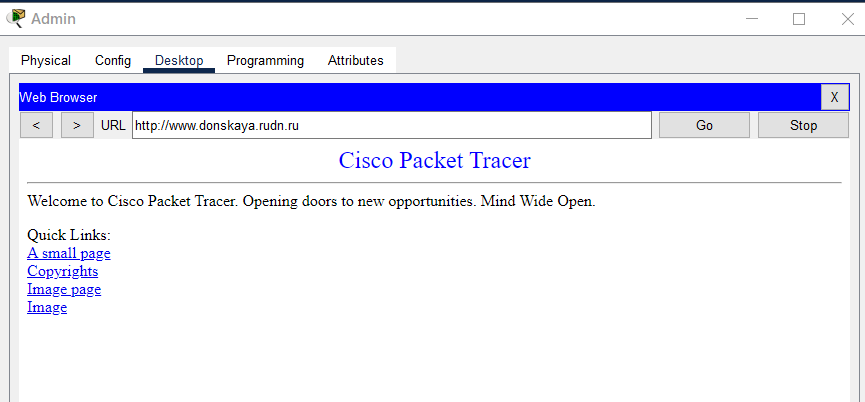 Admin
Physical Config Desktop Programming Attributes
Web Browser X
< > URL http://www.donskaya.rudn.ru Go Stop
Cisco Packet Tracer
Welcome to Cisco Packet Tracer. Opening doors to new opportunities. Mind Wide Open.
Quick Links:
A small page
Copyrights
Image page
Image